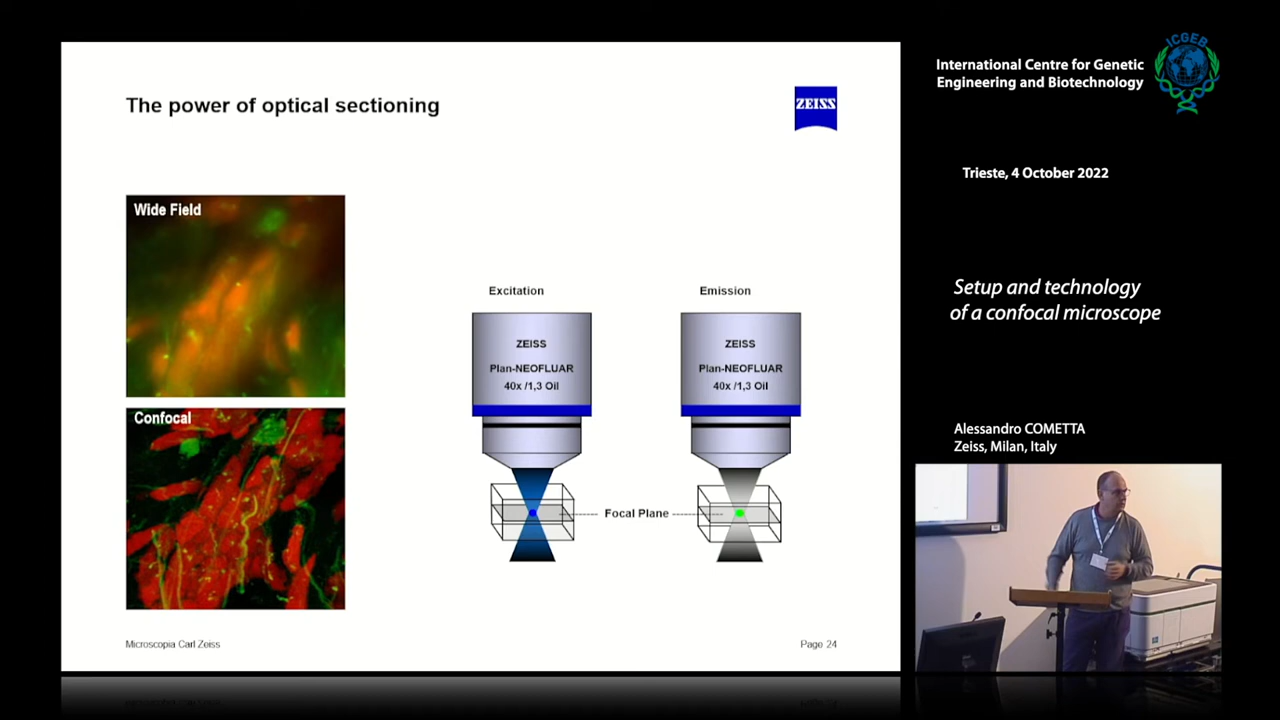 The power of optical sectioning
ZEISS
Wide Field
Confocal
Excitation
Emission
ZEISS
Plan-NEOFLUAR
40x /1,3 Oil
ZEISS
Plan-NEOFLUAR
40x /1,3 Oil
Focal Plane
Microscopia Carl Zeiss
Page 24
International Centre for Genetic
Engineering and Biotechnology
ICGEB
Trieste, 4 October 2022
Setup and technology
of a confocal microscope
Alessandro COMETTA
Zeiss, Milan, Italy